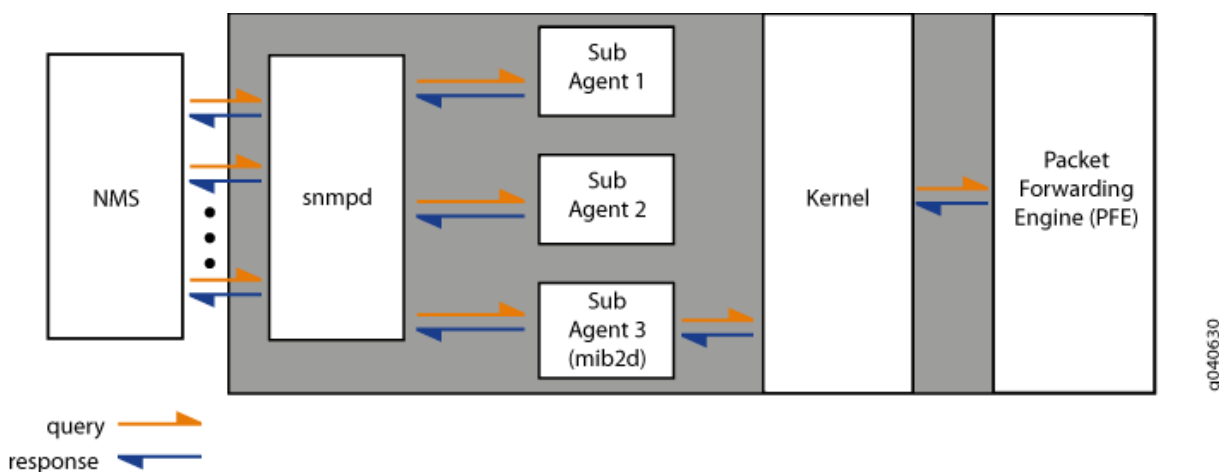 NMS
snmpd
Sub
Agent 1
Sub
Agent 2
Sub
Agent 3
(mib2d)
Kernel
Packet
Forwarding
Engine (PFE)
query
response
g040630